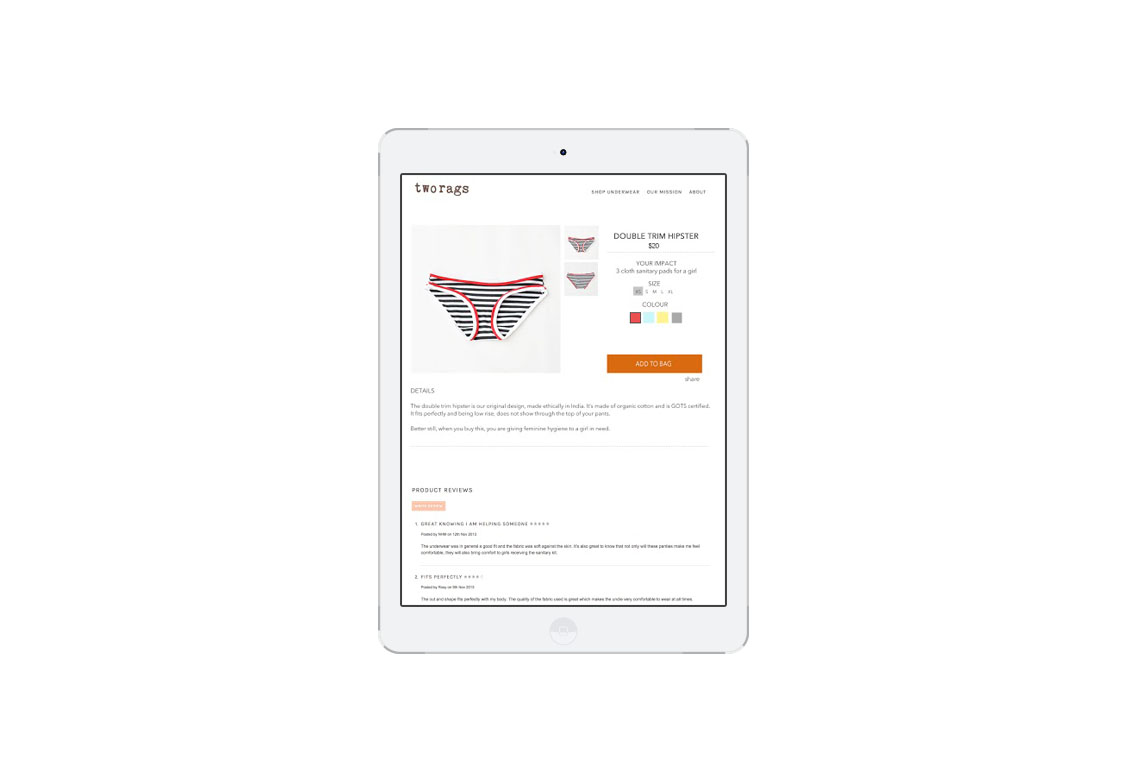 two rags
SHOP UNDERWEAR OUR MISSION ABOUT
DOUBLE TRIM HIPSTER
$20
YOUR IMPACT
3 cloth sanitary pads for a girl
SIZE
XS S M L XL
COLOUR
ADD TO BAG
share
DETAILS
The double trim hipster is our original design, made ethically in India. It's made of organic cotton and is GOTS certified.
It fits perfectly and being low rise, does not show through the top of your pants.
Better still, when you buy this, you are giving feminine hygiene to a girl in need.
PRODUCT REVIEWS
WRITE REVIEW
1. GREAT KNOWING I AM HELPING SOMEONE
Posted by on 12th Nov 2013
The underwear was in general a good fit and the fabric was soft against the skin. It's also great to know that not only will these panties make me feel
comfortable, they will also bring comfort to girls receiving the sanitary kit.
2. FITS PERFECTLY
Posted by on Nov 2013
The cut and shape fits perfectly with my body. The quality of the fabric used is great which makes the undie very comfortable to wear at all times.